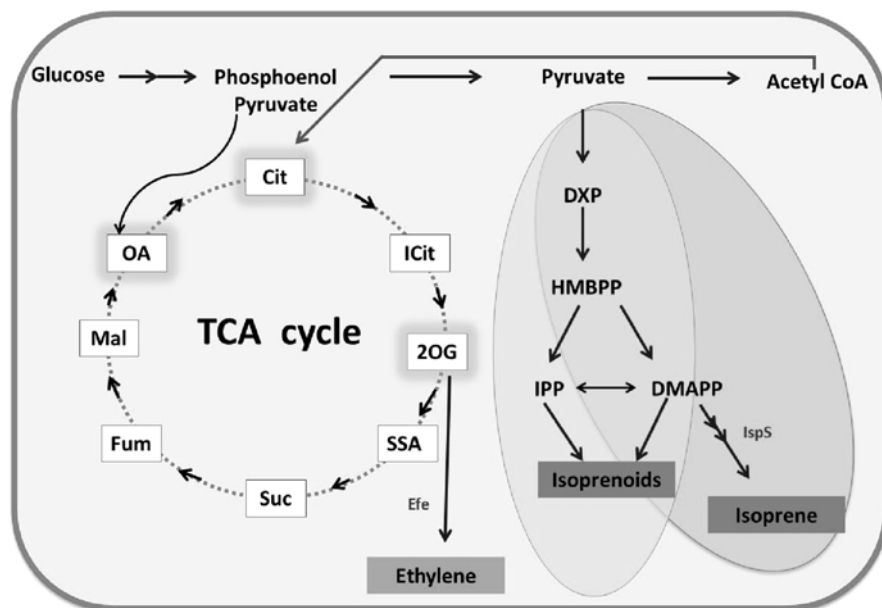 Glucose
Phosphoenol
Pyruvate
Pyruvate
Acetyl CoA
Cit
DXP
OA
ICit
HMBPP
TCA cycle
Mal
2OG
IPP
DMAPP
Fum
SSA
IspS
Isoprenoids
Suc
Efe
Isoprene
Ethylene